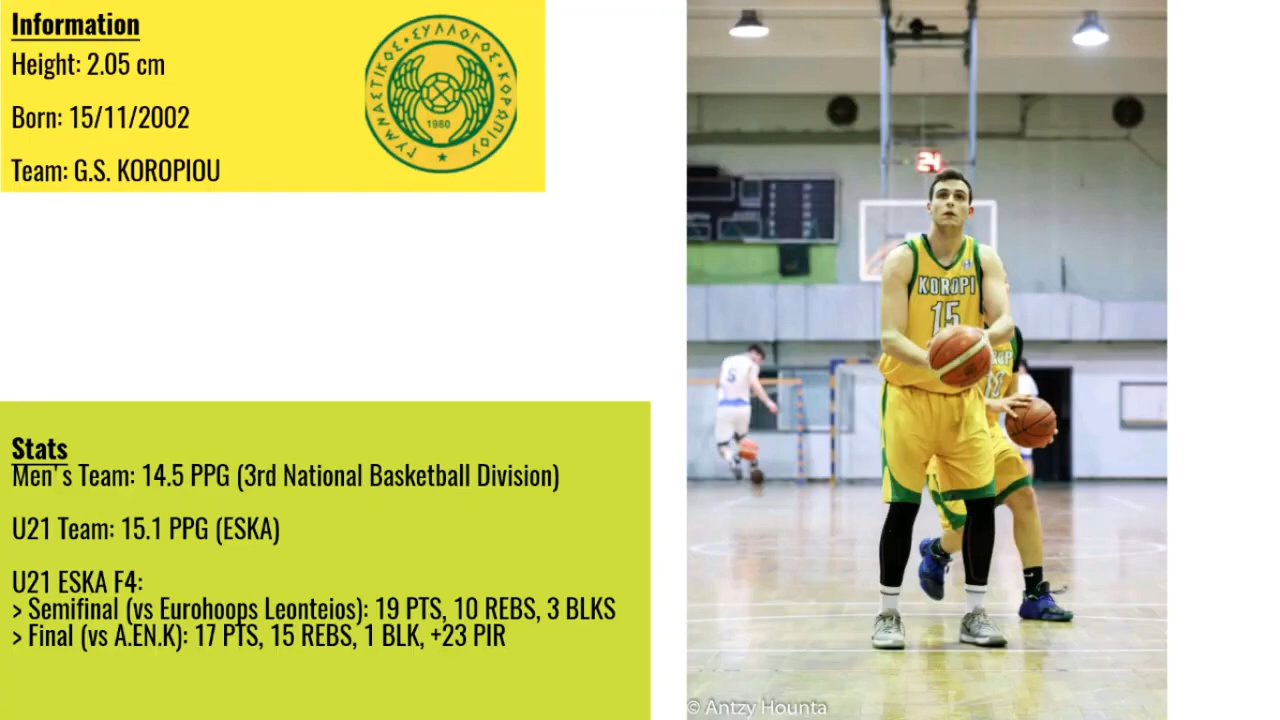 Information
Height: 2.05 cm
Born: 15/11/2002
Team: G.S. KOROPIOU
ΓΥΜΝΑΣΤΙΚΟΣ • ΣΥΛΛΟΓΟΣ • ΚΟΡΩΠΙΟΥ
1980
Stats
Men's Team: 14.5 PPG (3rd National Basketball Division)
U21 Team: 15.1 PPG (ESKA)
U21 ESKA F4:
> Semifinal (vs Eurohoops Leonteios): 19 PTS, 10 REBS, 3 BLKS
> Final (vs A.EN.K): 17 PTS, 15 REBS, 1 BLK, +23 PIR
24
KOROPI
15
5
© Antzy Hounta